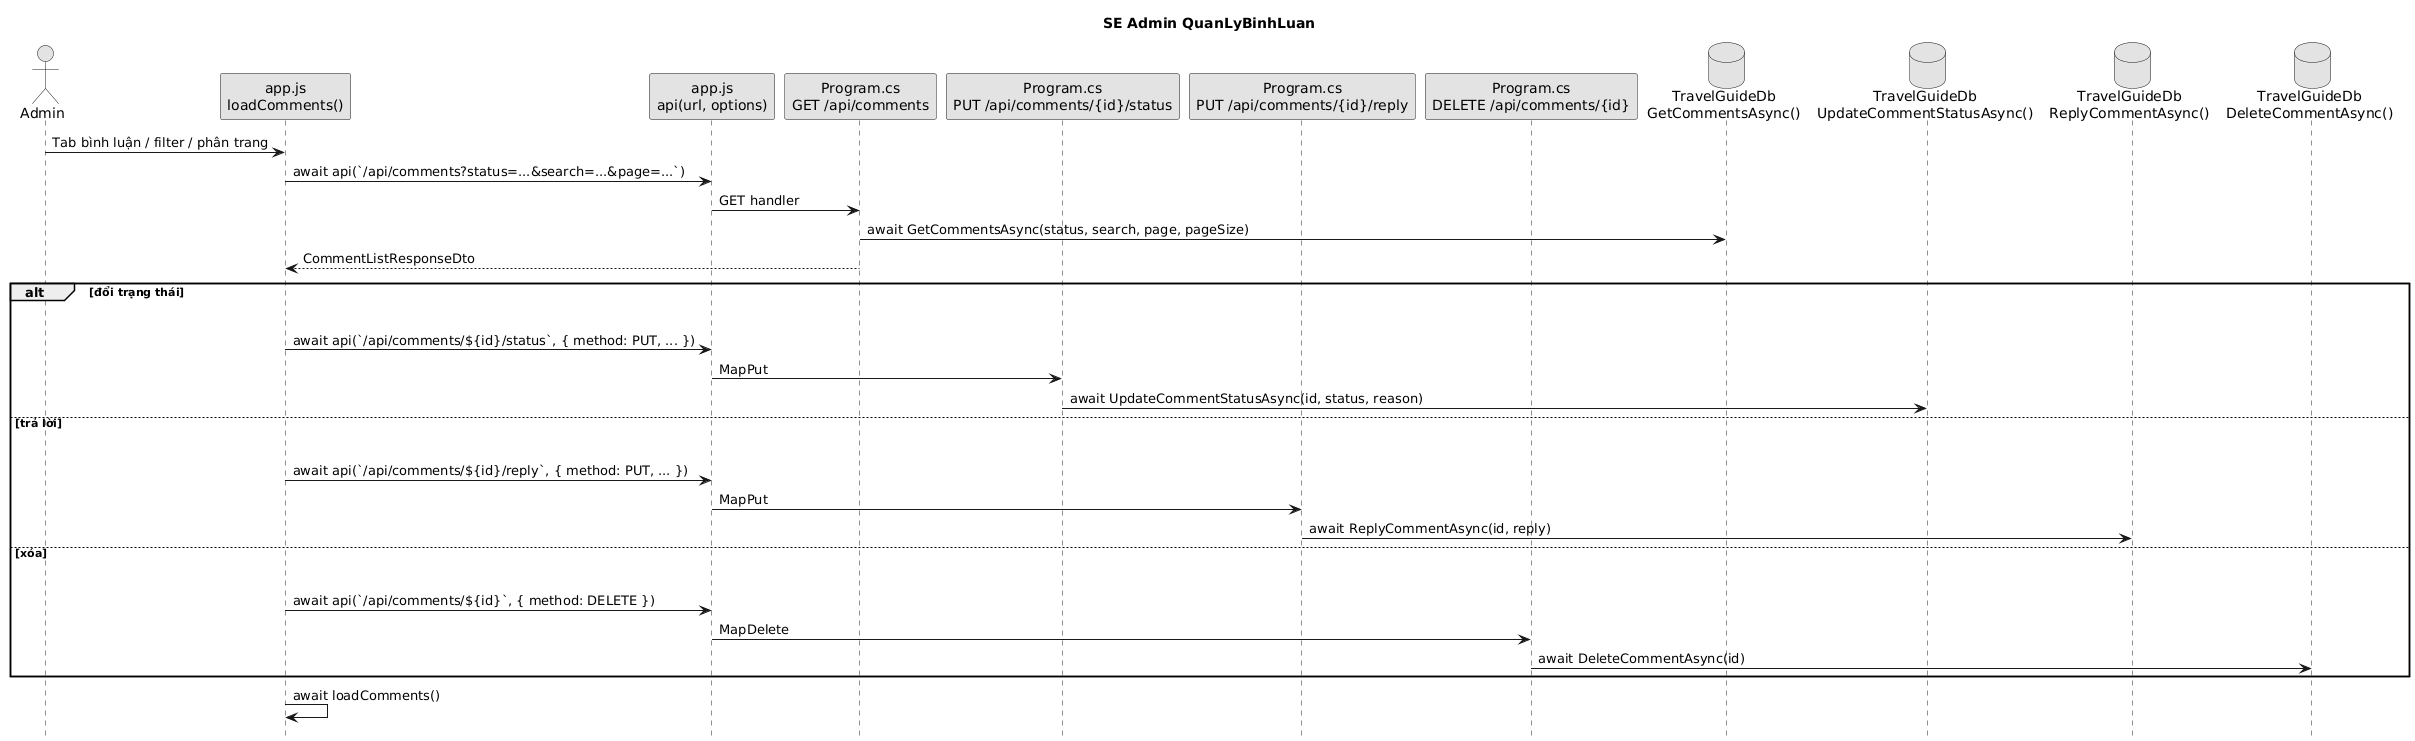 SE Admin QuanLyBinhLuan
Admin
app.js
loadComments()
app.js
api(url, options)
Program.cs
GET /api/comments
Program.cs
PUT /api/comments/{id}/status
Program.cs
PUT /api/comments/{id}/reply
Program.cs
DELETE /api/comments/{id}
TravelGuideDb
GetCommentsAsync()
TravelGuideDb
UpdateCommentStatusAsync()
TravelGuideDb
ReplyCommentAsync()
TravelGuideDb
DeleteCommentAsync()
Tab bình luận / filter / phân trang
await api(`/api/comments?status=...&search=...&page=...`)
GET handler
await GetCommentsAsync(status, search, page, pageSize)
CommentListResponseDto
alt [đổi trạng thái]
await api(`/api/comments/${id}/status`, { method: PUT, ... })
MapPut
await UpdateCommentStatusAsync(id, status, reason)
[trả lời]
await api(`/api/comments/${id}/reply`, { method: PUT, ... })
MapPut
await ReplyCommentAsync(id, reply)
[xóa]
await api(`/api/comments/${id}`, { method: DELETE })
MapDelete
await DeleteCommentAsync(id)
await loadComments()